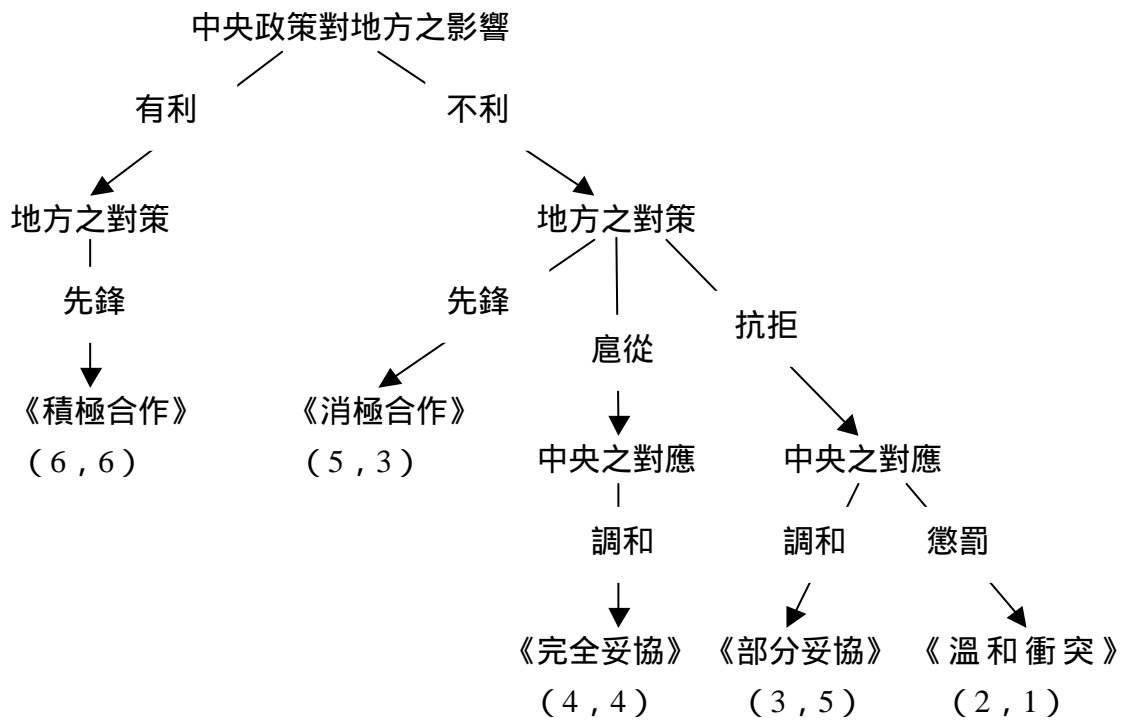 中央政策對地方之影響
有利 不利
地方之對策 地方之對策
先鋒 先鋒 扈從 抗拒
《積極合作》 《消極合作》 中央之對應 中央之對應
（6，6） （5，3）
調和 調和 懲罰
《完全妥協》 《部分妥協》 《溫和衝突》
（4，4） （3，5） （2，1）